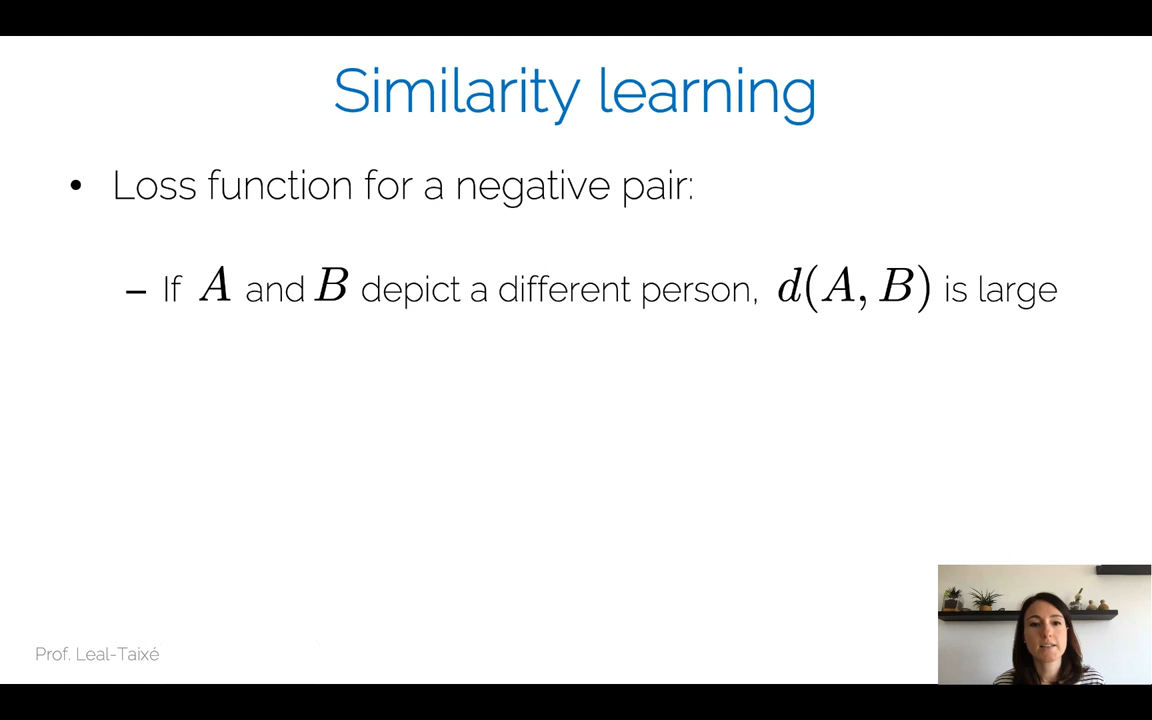 Similarity learning
• Loss function for a negative pair:
– If A and B depict a different person, d(A, B) is large
Prof. Leal-Taixé